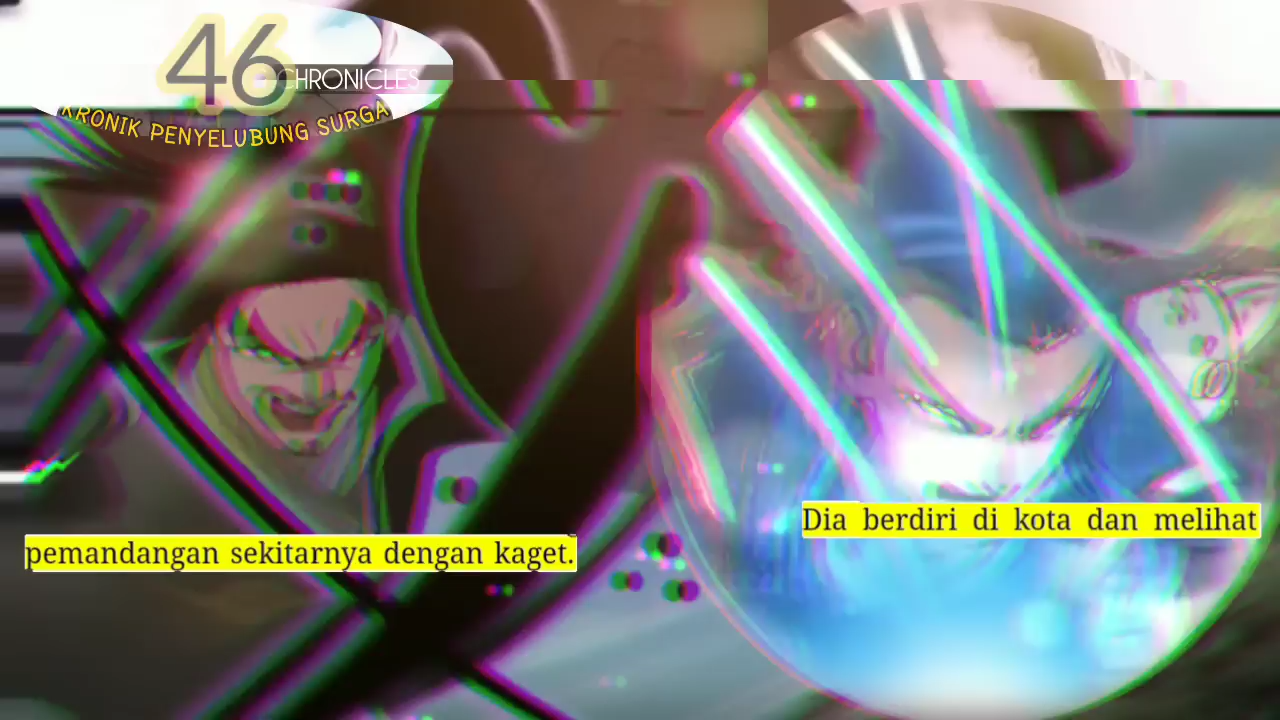 46
CHRONICLES
KRONIK PENYELUBUNG SURGA
Dia berdiri di kota dan melihat
pemandangan sekitarnya dengan kaget.